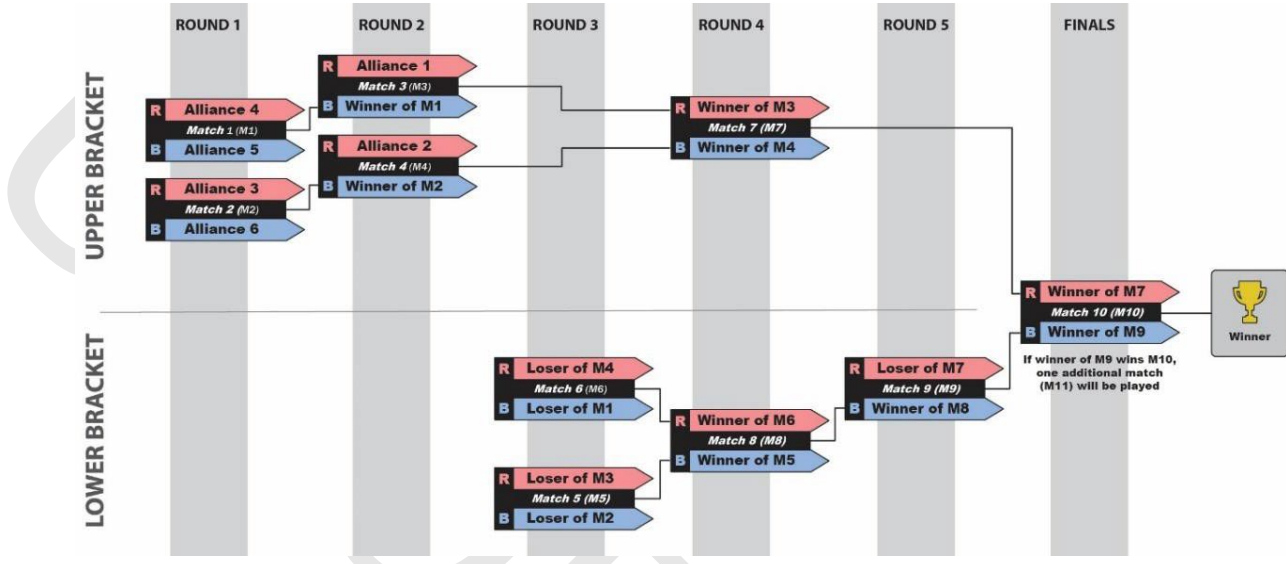 ROUND 1
ROUND 2
ROUND 3
ROUND 4
ROUND 5
FINALS
UPPER BRACKET
R Alliance 4
Match 1 (M1)
B Alliance 5
R Alliance 3
Match 2 (M2)
B Alliance 6
R Alliance 1
Match 3 (M3)
B Winner of M1
R Alliance 2
Match 4 (M4)
B Winner of M2
R Winner of M3
Match 7 (M7)
B Winner of M4
R Winner of M7
Match 10 (M10)
B Winner of M9
If winner of M9 wins M10,
one additional match
(M11) will be played
Winner
LOWER BRACKET
R Loser of M4
Match 6 (M6)
B Loser of M1
R Loser of M3
Match 5 (M5)
B Loser of M2
R Winner of M6
Match 8 (M8)
B Winner of M5
R Loser of M7
Match 9 (M9)
B Winner of M8